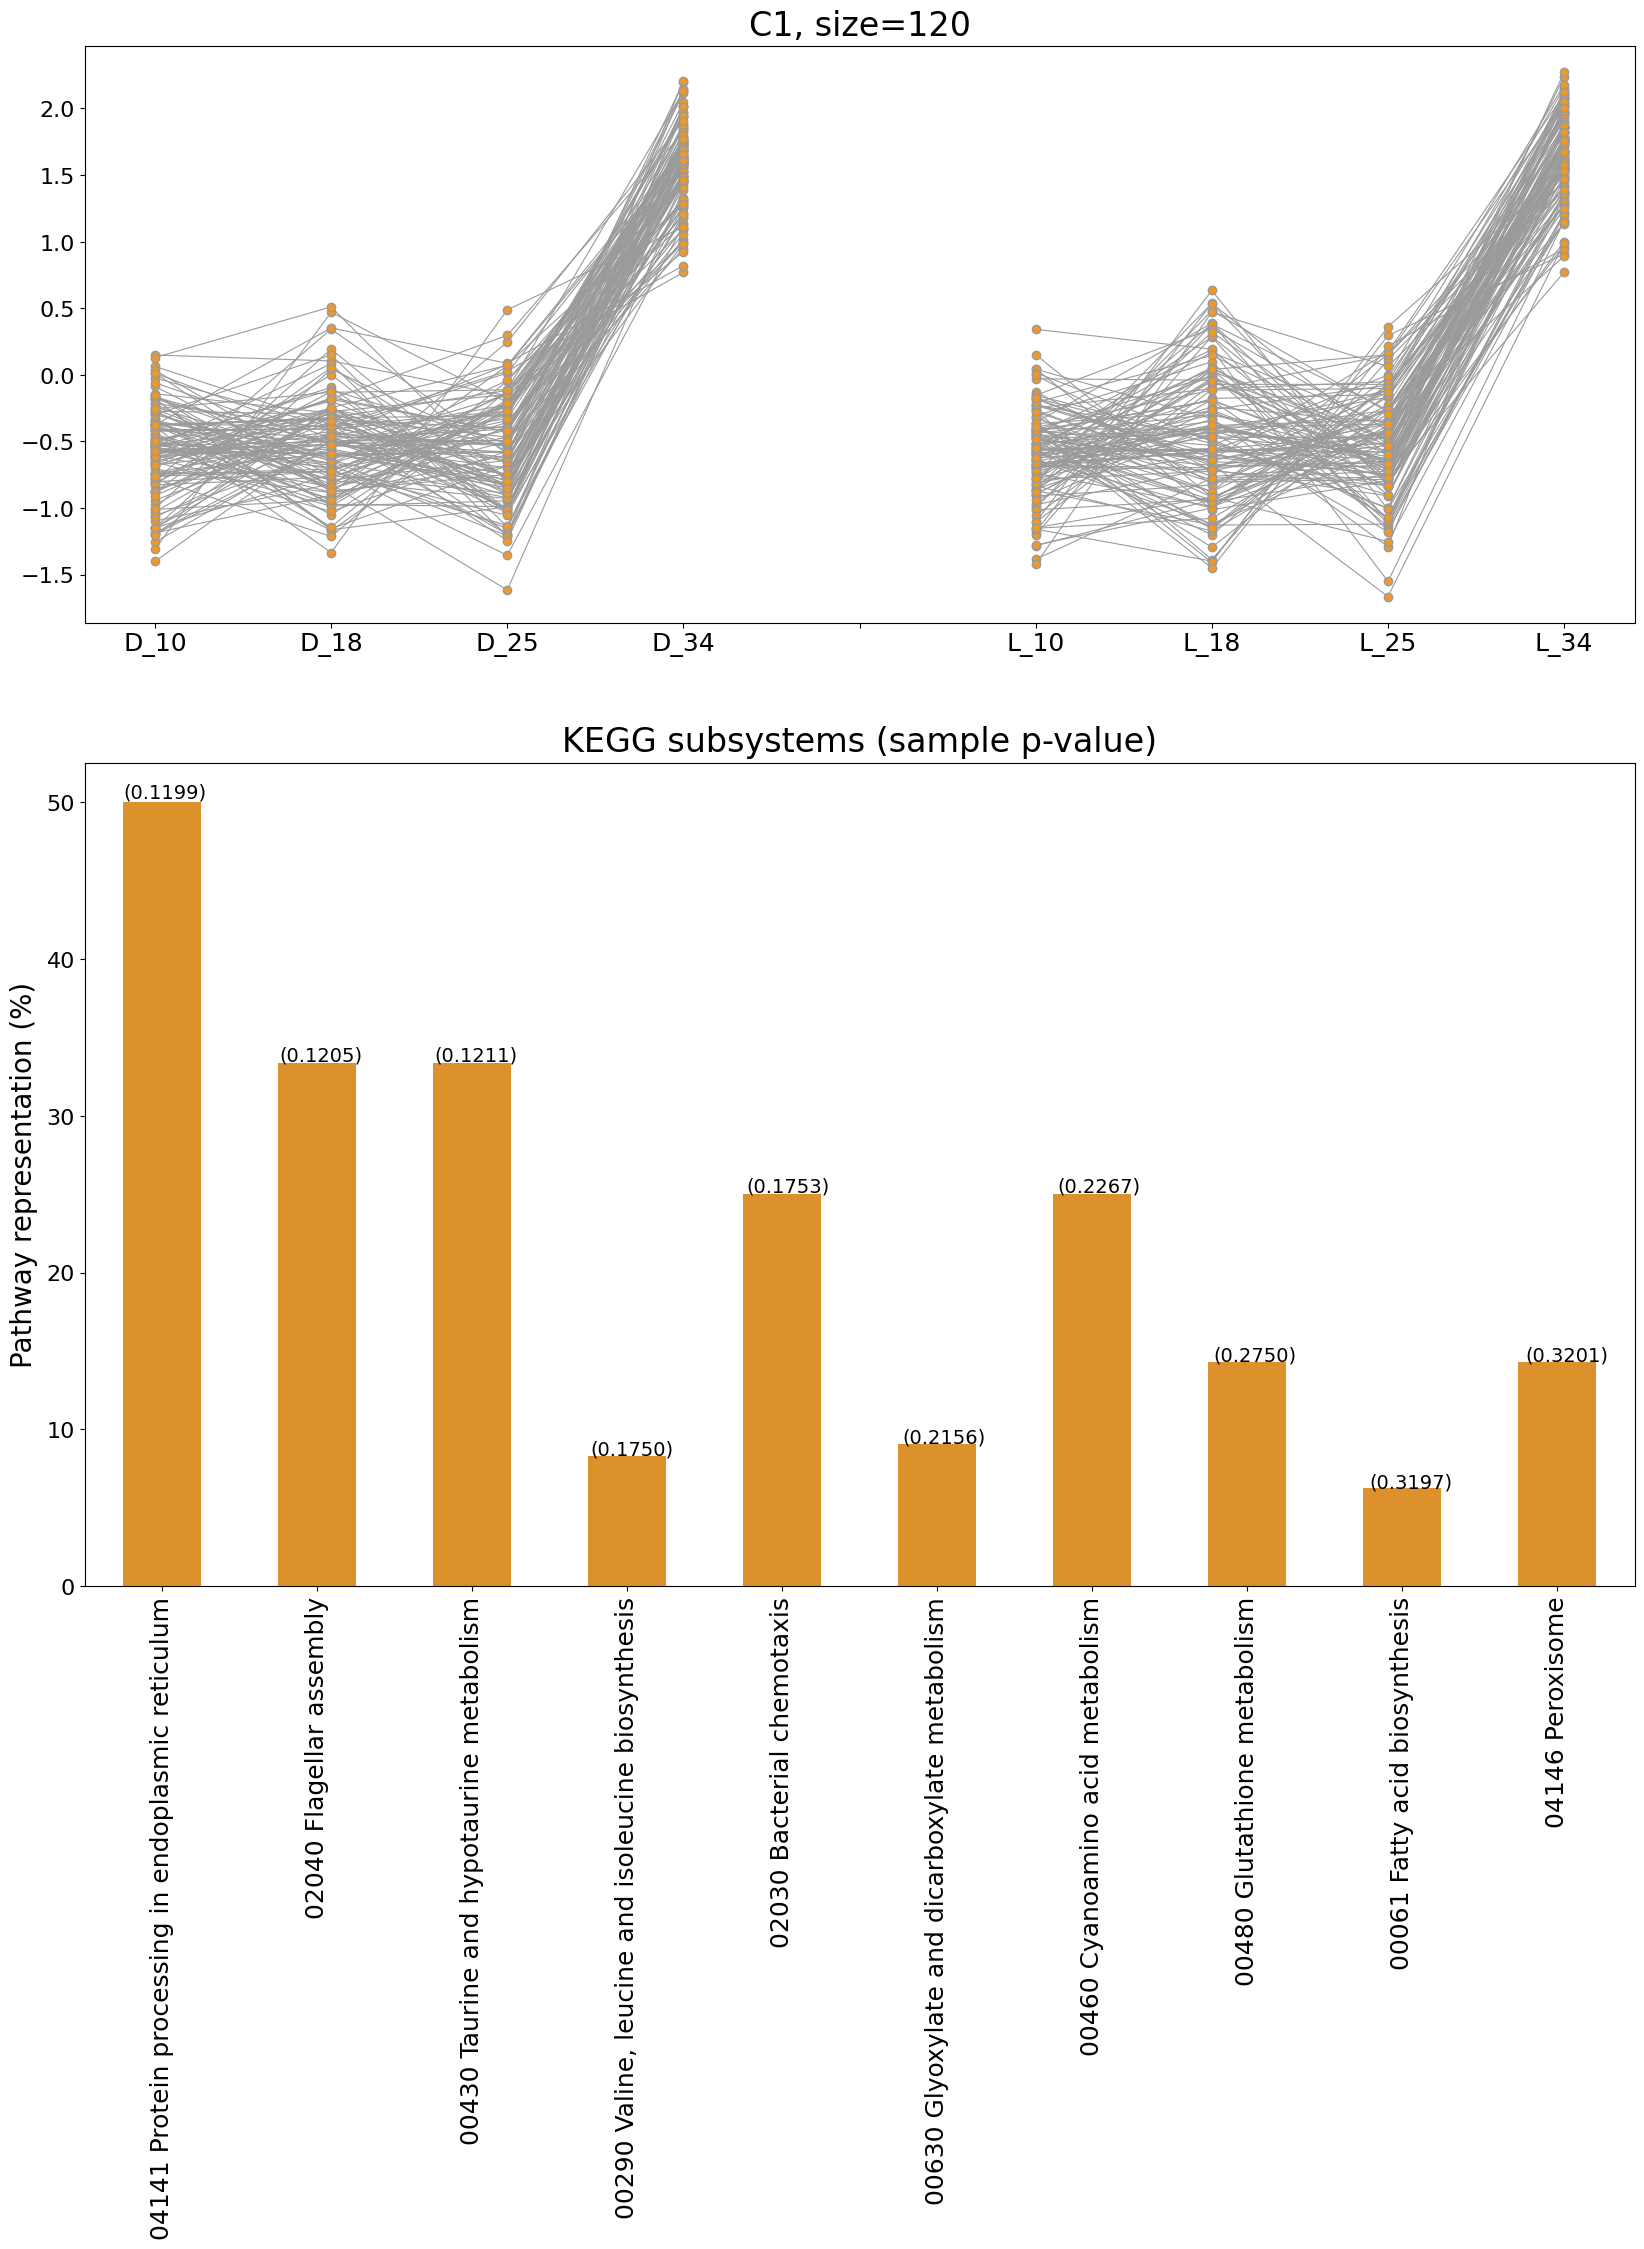 C1, size=120
2.0
1.5
1.0
0.5
0.0
−0.5
−1.0
−1.5
D_10 D_18 D_25 D_34 L_10 L_18 L_25 L_34
KEGG subsystems (sample p-value)
Pathway representation (%)
50
40
30
20
10
0
(0.1199)
(0.1205)
(0.1211)
(0.1750)
(0.1753)
(0.2156)
(0.2267)
(0.2750)
(0.3197)
(0.3201)
04141 Protein processing in endoplasmic reticulum
02040 Flagellar assembly
00430 Taurine and hypotaurine metabolism
00290 Valine, leucine and isoleucine biosynthesis
02030 Bacterial chemotaxis
00630 Glyoxylate and dicarboxylate metabolism
00460 Cyanoamino acid metabolism
00480 Glutathione metabolism
00061 Fatty acid biosynthesis
04146 Peroxisome